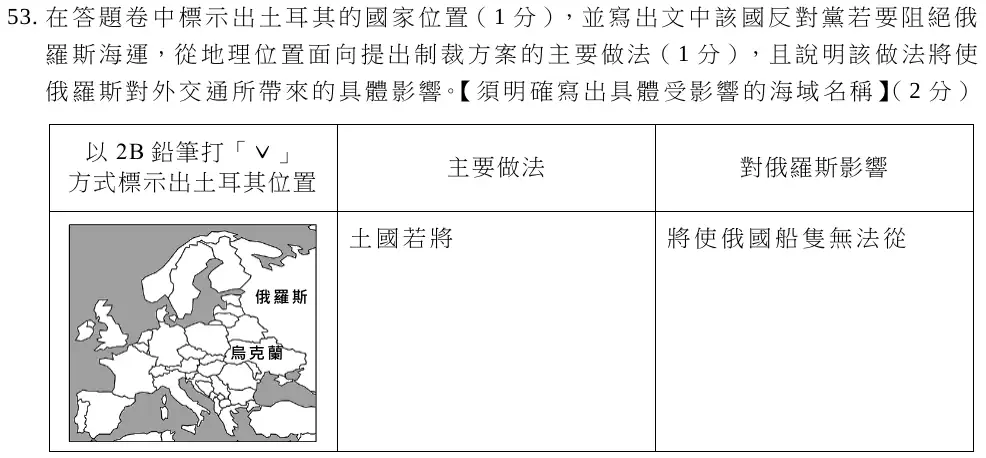 53. 在答題卷中標示出土耳其的國家位置（1 分），並寫出文中該國反對黨若要阻絕俄
羅斯海運，從地理位置面向提出制裁方案的主要做法（1 分），且說明該做法將使
俄羅斯對外交通所帶來的具體影響。【須明確寫出具體受影響的海域名稱】（2 分）
以 2B 鉛筆打「∨」
方式標示出土耳其位置
主要做法
對俄羅斯影響
土國若將
將使俄國船隻無法從
俄羅斯
烏克蘭